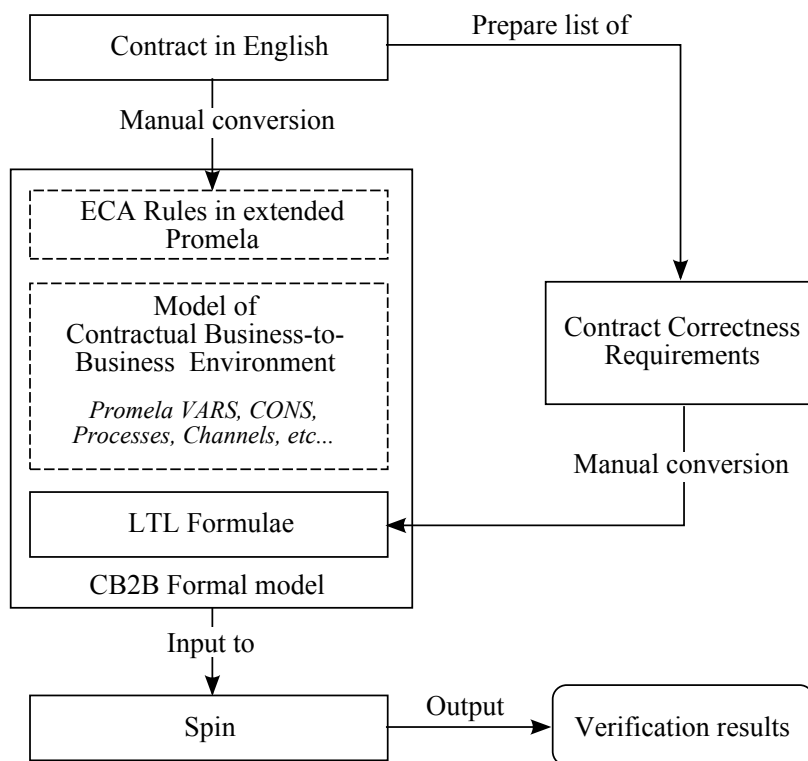 Contract in English
Prepare list of
Manual conversion
ECA Rules in extended
Promela
Model of
Contractual Business-to-
Business Environment
Promela VARS, CONS,
Processes, Channels, etc...
Contract Correctness
Requirements
Manual conversion
LTL Formulae
CB2B Formal model
Input to
Spin
Output
Verification results